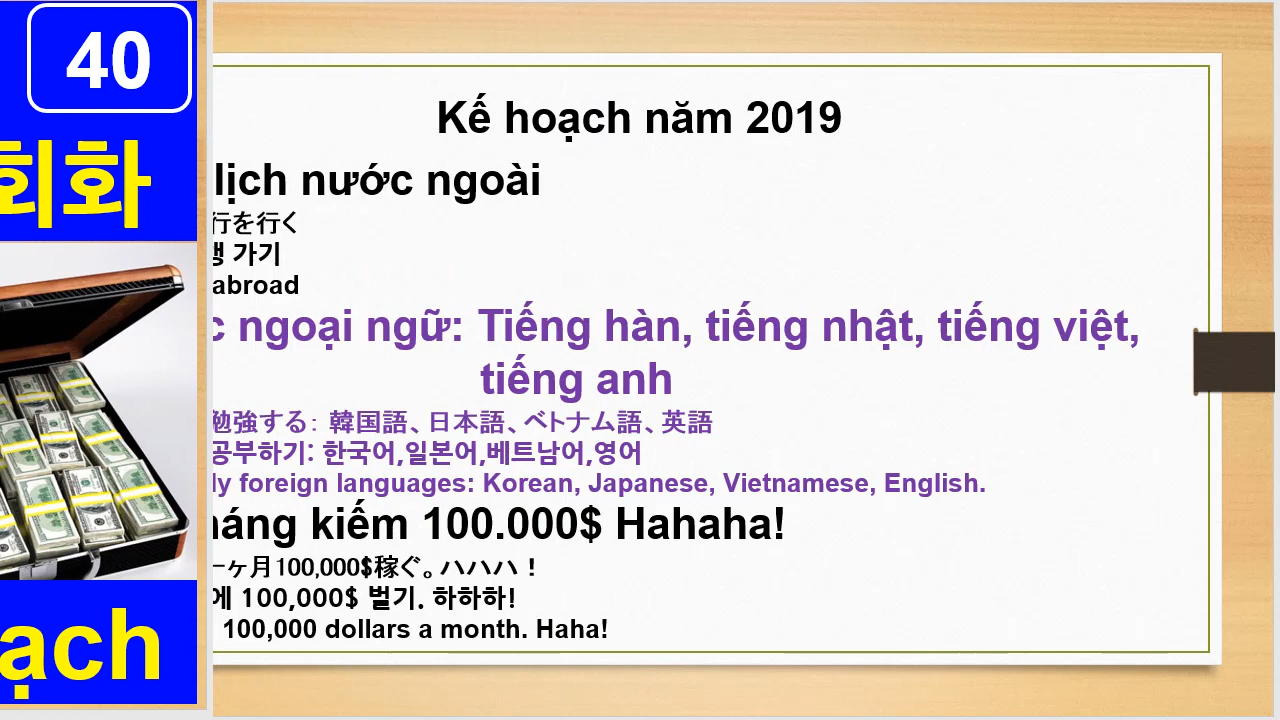 40
회화
ạch
Kế hoạch năm 2019
lịch nước ngoài
行を行く
가기
abroad
ngoại ngữ: Tiếng hàn, tiếng nhật, tiếng việt,
tiếng anh
勉強する: 韓国語、日本語、ベトナム語、英語
공부하기: 한국어,일본어,베트남어,영어
ly foreign languages: Korean, Japanese, Vietnamese, English.
háng kiếm 100.000$ Hahaha!
一ヶ月100,000$稼ぐ。ハハハ！
에 100,000$ 벌기. 하하하!
100,000 dollars a month. Haha!